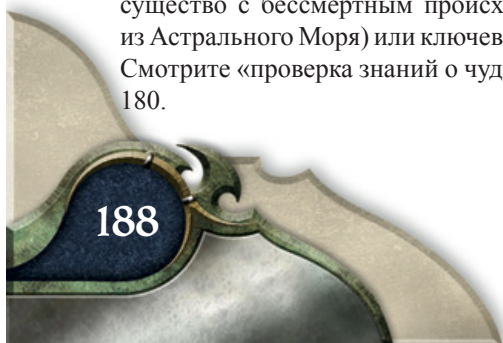 существо с бессмертным происх
из Астрального Моря) или ключев
Смотрите «проверка знаний о чуд
180.
188